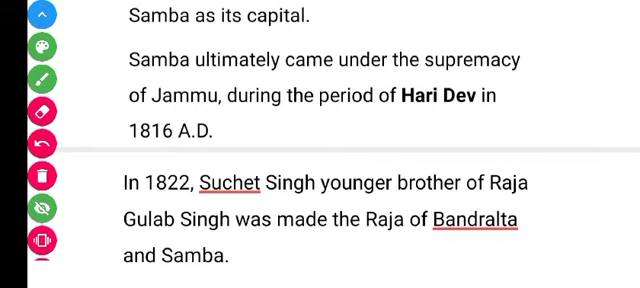 Samba as its capital.
Samba ultimately came under the supremacy
of Jammu, during the period of Hari Dev in
1816 A.D.
In 1822, Suchet Singh younger brother of Raja
Gulab Singh was made the Raja of Bandralta
and Samba.